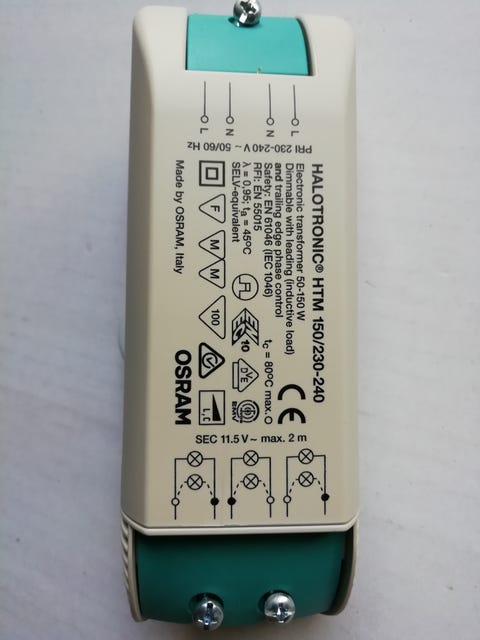 L N N L
PRI 230-240 V ~ 50/60 Hz
HALOTRONIC® HTM 150/230-240
Electronic transformer 50-150 W
Dimmable with leading (inductive load)
and trailing edge phase control
Safety: EN 61046 (IEC 1046)
RFI: EN 55015
λ = 0,95; ta = 45°C
SELV-equivalent
tc = 80°C max.
F M M 100
10
VDE
EMV
L,C
CE
Made by OSRAM, Italy
OSRAM
SEC 11.5 V ~ max. 2 m